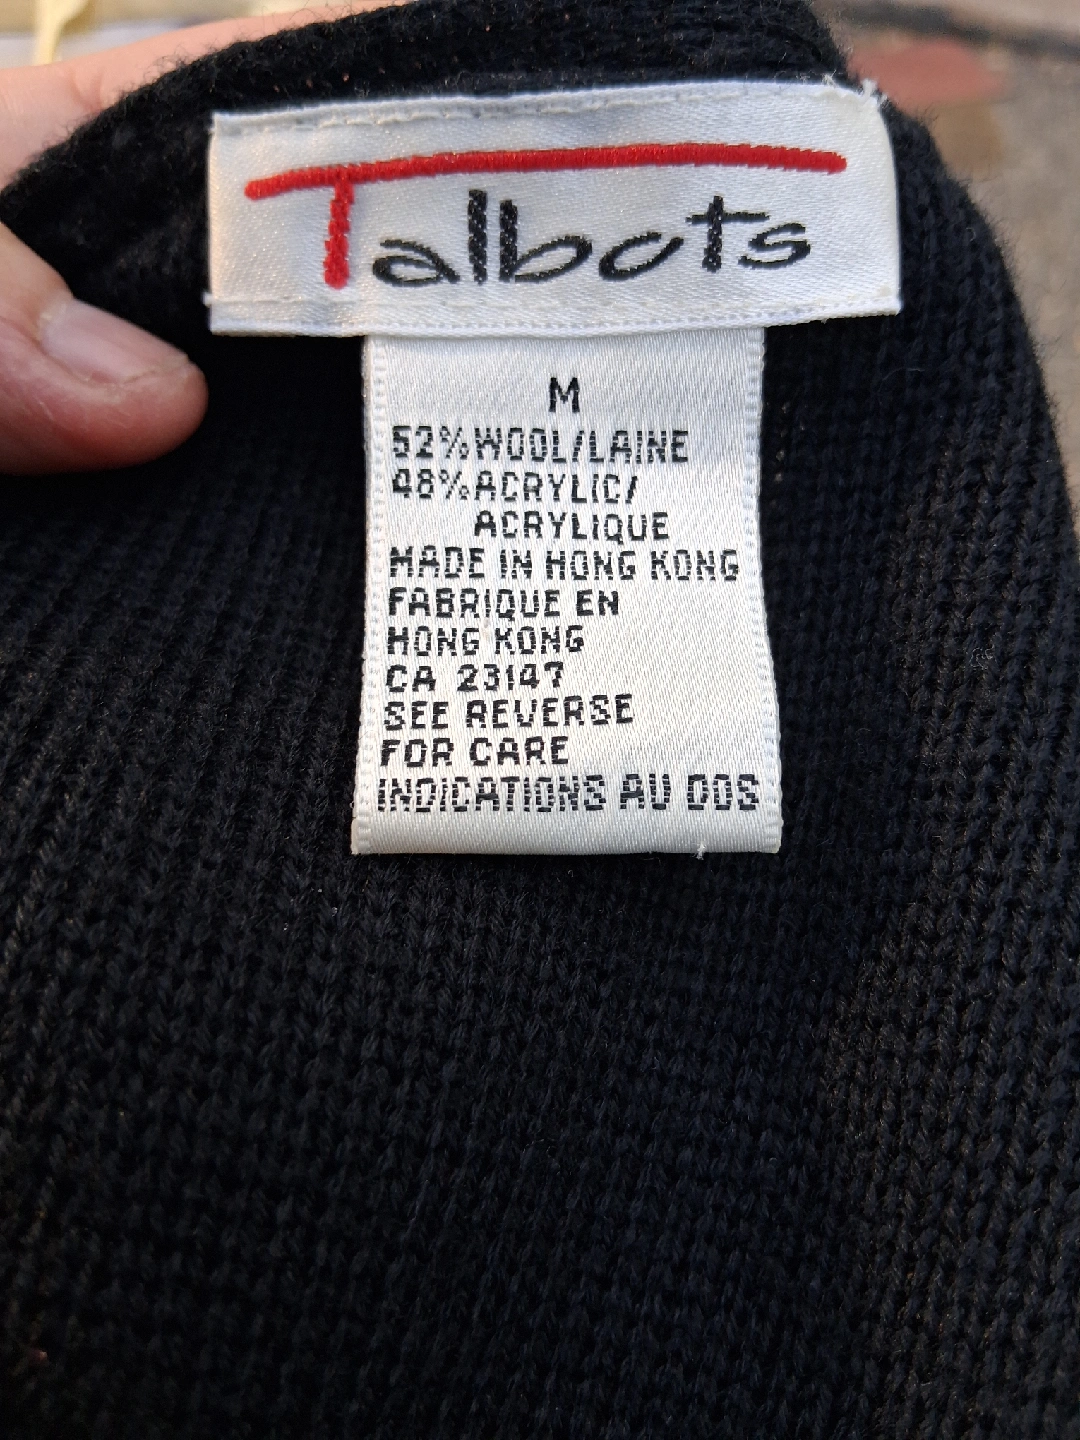 Talbots
M
52% WOOL/LAINE
48% ACRYLIC/
ACRYLIQUE
MADE IN HONG KONG
FABRIQUE EN
HONG KONG
CA 23147
SEE REVERSE
FOR CARE
INDICATIONS AU DOS